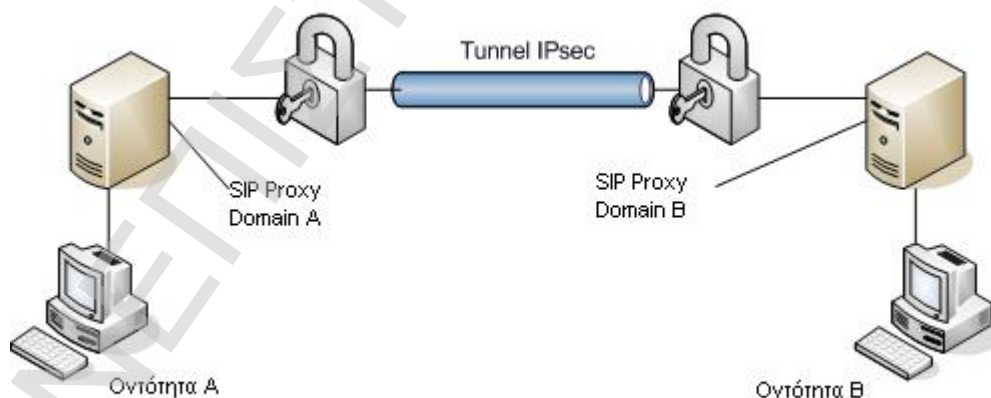 Tunnel IPsec
SIP Proxy
Domain A
SIP Proxy
Domain B
Οντότητα A
Οντότητα B